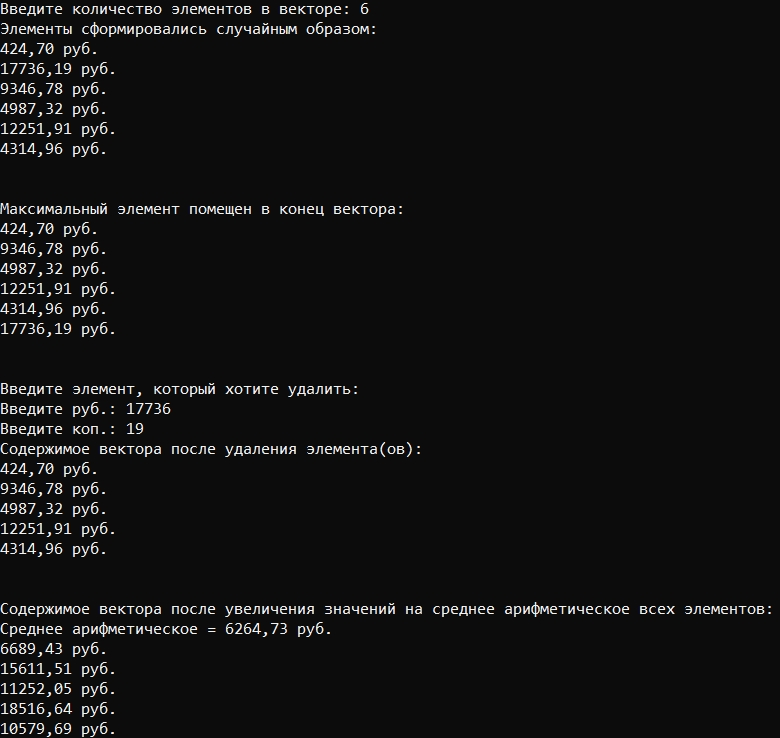 Введите количество элементов в векторе: 6
Элементы сформировались случайным образом:
424,70 руб.
17736,19 руб.
9346,78 руб.
4987,32 руб.
12251,91 руб.
4314,96 руб.
Максимальный элемент помещен в конец вектора:
424,70 руб.
9346,78 руб.
4987,32 руб.
12251,91 руб.
4314,96 руб.
17736,19 руб.
Введите элемент, который хотите удалить:
Введите руб.: 17736
Введите коп.: 19
Содержимое вектора после удаления элемента(ов):
424,70 руб.
9346,78 руб.
4987,32 руб.
12251,91 руб.
4314,96 руб.
Содержимое вектора после увеличения значений на среднее арифметическое всех элементов:
Среднее арифметическое = 6264,73 руб.
6689,43 руб.
15611,51 руб.
11252,05 руб.
18516,64 руб.
10579,69 руб.